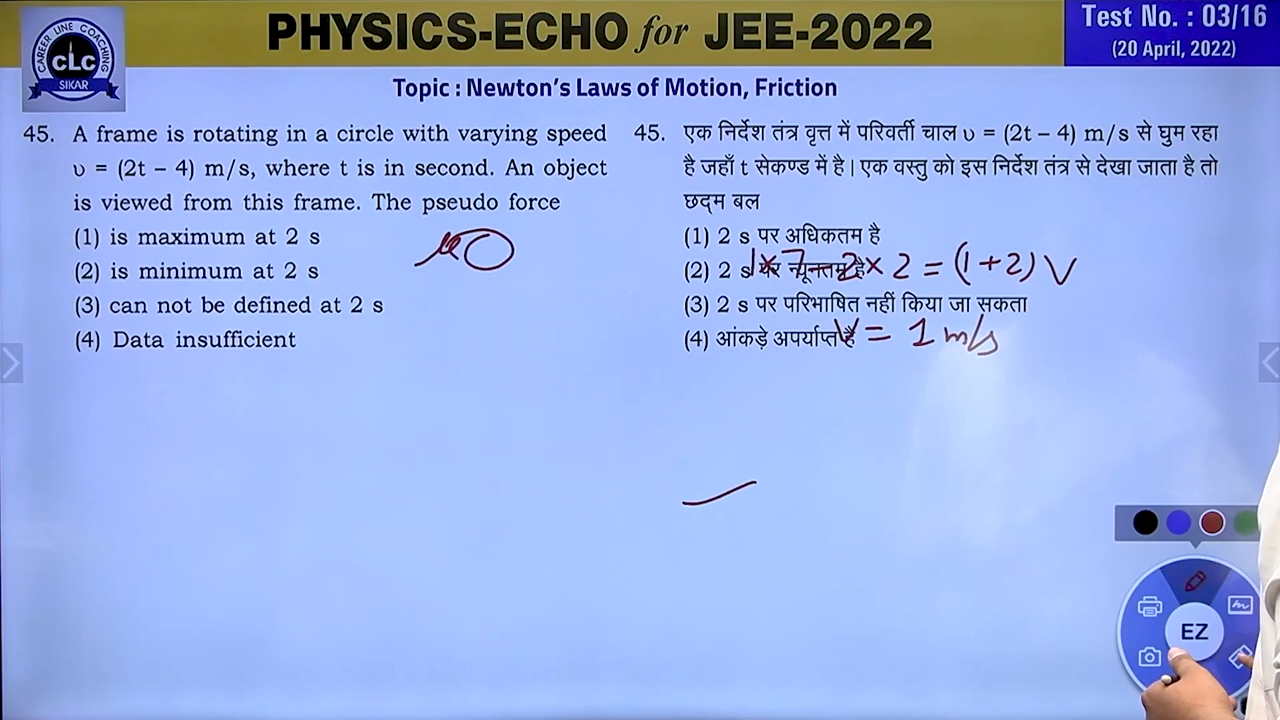 CAREER LINE COACHING
CLC
SIKAR
PHYSICS-ECHO for JEE-2022
Test No. : 03/16
(20 April, 2022)
Topic : Newton's Laws of Motion, Friction
45. A frame is rotating in a circle with varying speed
υ = (2t – 4) m/s, where t is in second. An object
is viewed from this frame. The pseudo force
(1) is maximum at 2 s
(2) is minimum at 2 s
(3) can not be defined at 2 s
(4) Data insufficient
45. एक निर्देश तंत्र वृत्त में परिवर्ती चाल υ = (2t – 4) m/s से घुम रहा
है जहाँ t सेकण्ड में है। एक वस्तु को इस निर्देश तंत्र से देखा जाता है तो
छद्म बल
(1) 2 s पर अधिकतम है
(2) 2 s पर न्यूनतम है
1×7 – 2×2 = (1+2) V
(3) 2 s पर परिभाषित नहीं किया जा सकता
(4) आंकड़े अपर्याप्त है
V = 1 m/s
EZ